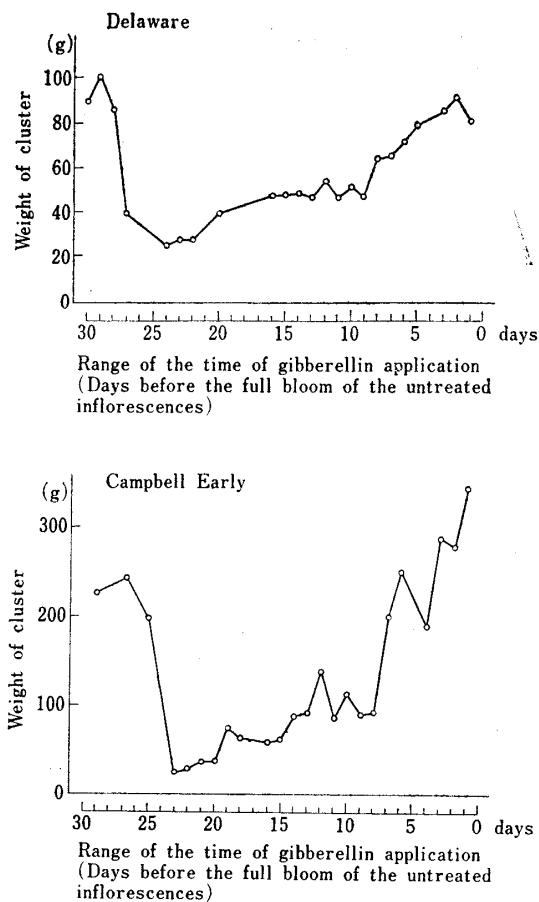 Delaware
(g)
100
80
60
40
20
0
Weight of cluster
30 25 20 15 10 5 0 days
Range of the time of gibberellin application
(Days before the full bloom of the untreated
inflorescences)
Campbell Early
(g)
300
200
100
0
Weight of cluster
30 25 20 15 10 5 0 days
Range of the time of gibberellin application
(Days before the full bloom of the untreated
inflorescences)